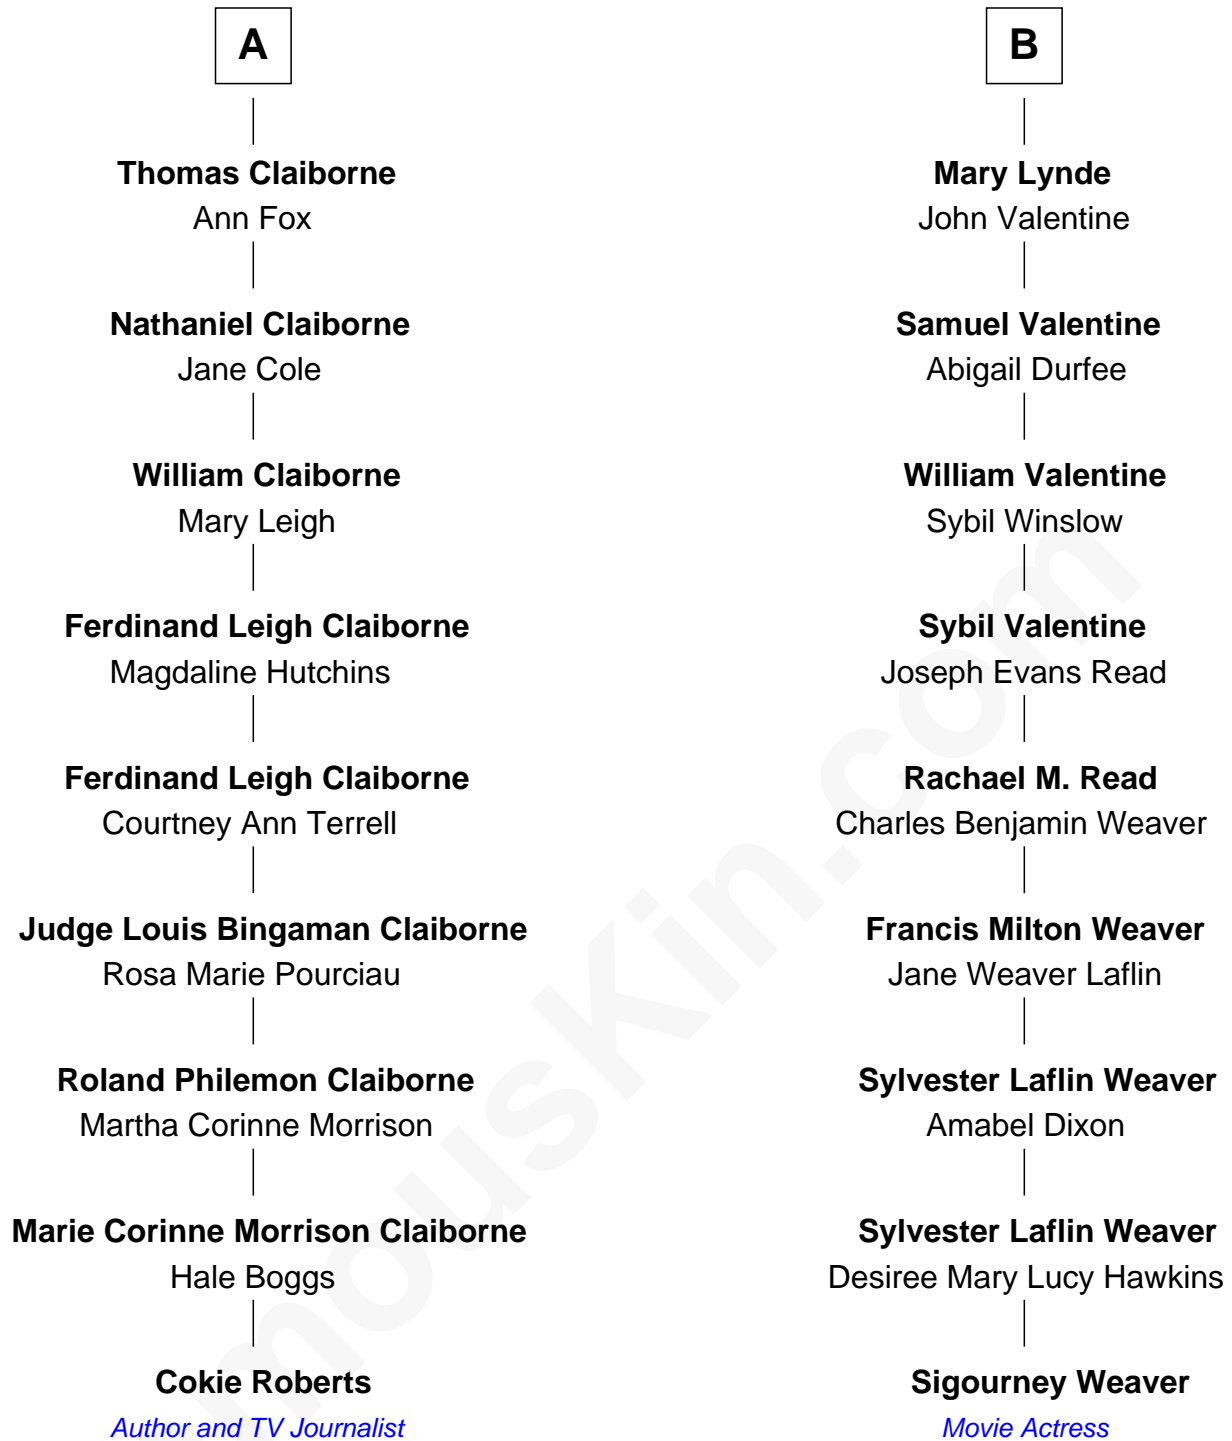 A
Thomas Claiborne
Ann Fox
Nathaniel Claiborne
Jane Cole
William Claiborne
Mary Leigh
Ferdinand Leigh Claiborne
Magdaline Hutchins
Ferdinand Leigh Claiborne
Courtney Ann Terrell
Judge Louis Bingaman Claiborne
Rosa Marie Pourciau
Roland Philemon Claiborne
Martha Corinne Morrison
Marie Corinne Morrison Claiborne
Hale Boggs
Cokie Roberts
Author and TV Journalist
B
Mary Lynde
John Valentine
Samuel Valentine
Abigail Durfee
William Valentine
Sybil Winslow
Sybil Valentine
Joseph Evans Read
Rachael M. Read
Charles Benjamin Weaver
Francis Milton Weaver
Jane Weaver Laflin
Sylvester Laflin Weaver
Amabel Dixon
Sylvester Laflin Weaver
Desiree Mary Lucy Hawkins
Sigourney Weaver
Movie Actress
mousKin.com